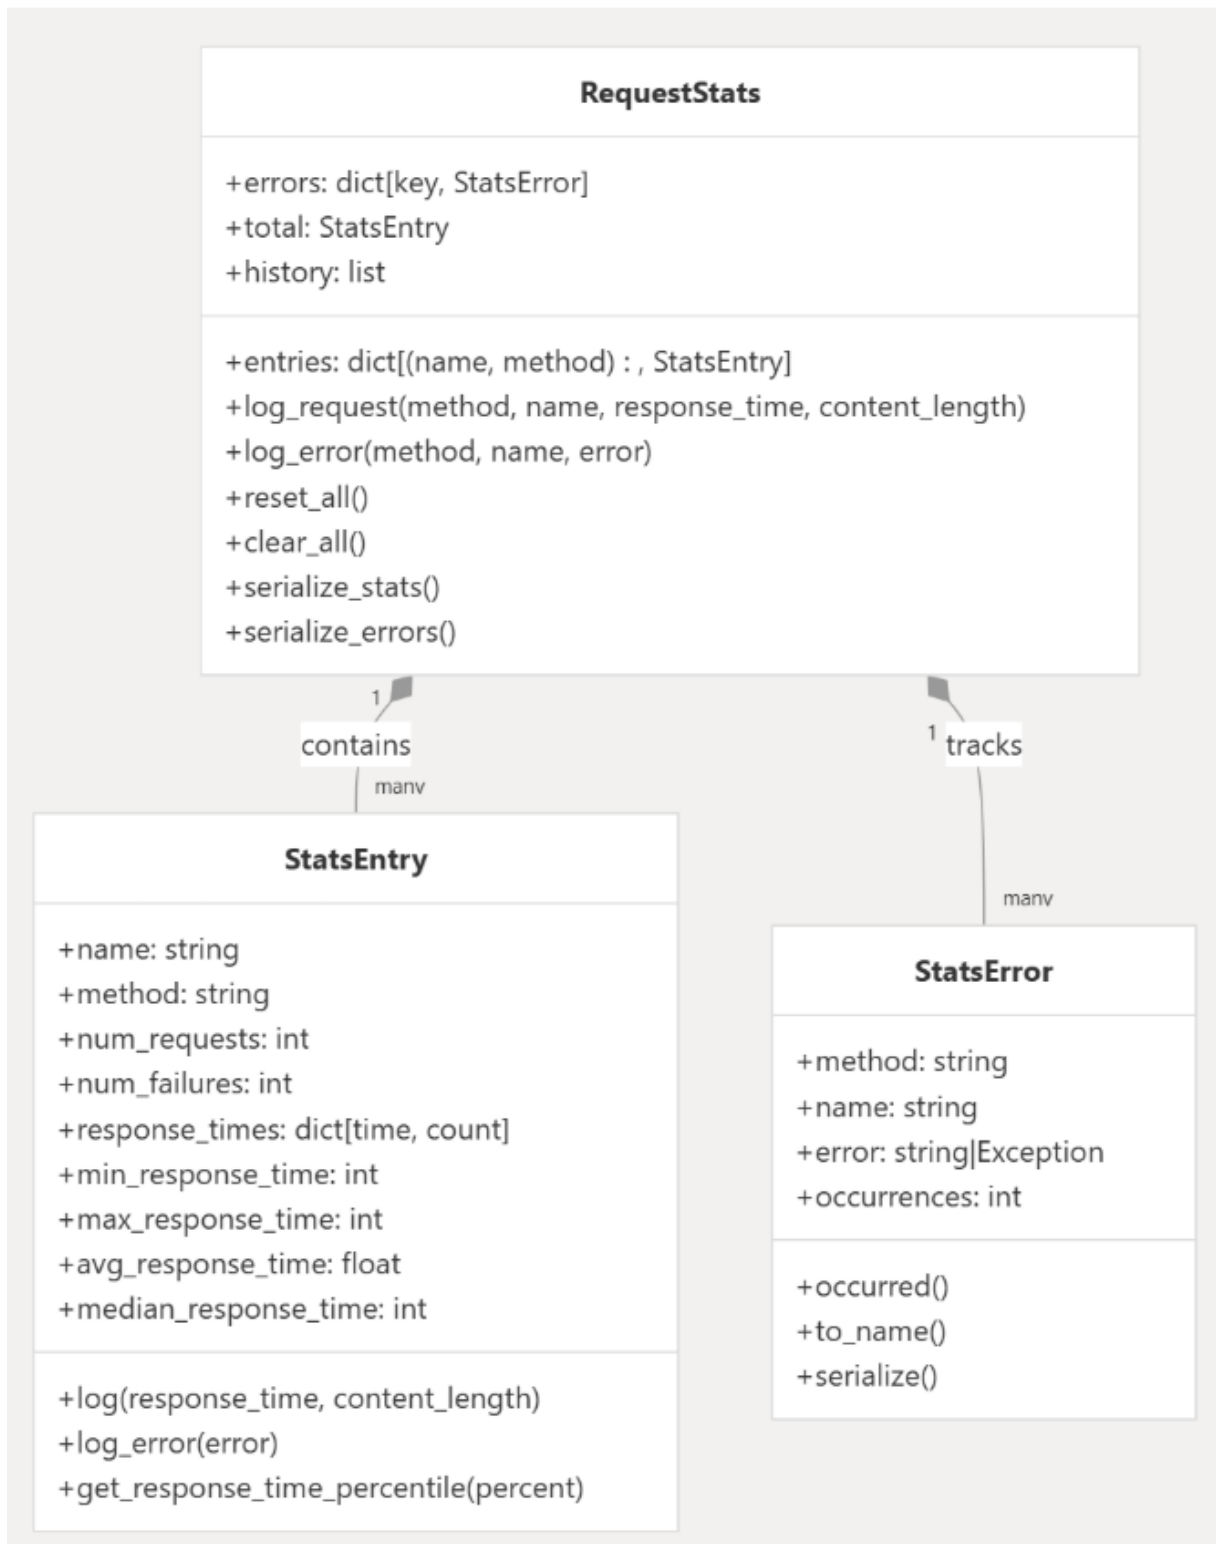 RequestStats
+errors: dict[key, StatsError]
+total: StatsEntry
+history: list
+entries: dict[(name, method) : , StatsEntry]
+log_request(method, name, response_time, content_length)
+log_error(method, name, error)
+reset_all()
+clear_all()
+serialize_stats()
+serialize_errors()
1
contains
many
1
tracks
many
StatsEntry
+name: string
+method: string
+num_requests: int
+num_failures: int
+response_times: dict[time, count]
+min_response_time: int
+max_response_time: int
+avg_response_time: float
+median_response_time: int
+log(response_time, content_length)
+log_error(error)
+get_response_time_percentile(percent)
StatsError
+method: string
+name: string
+error: string|Exception
+occurrences: int
+occurred()
+to_name()
+serialize()